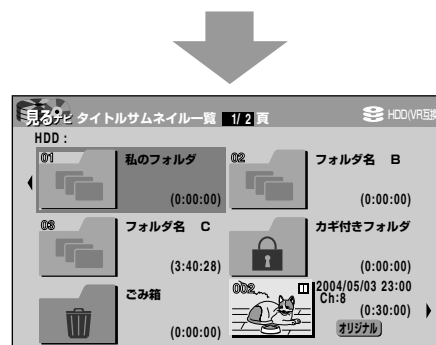 見るナビ タイトルサムネイル一覧 1/ 2 頁 HDD(VR互換
HDD :
01 私のフォルダ 02 フォルダ名 B
(0:00:00) (0:00:00)
03 フォルダ名 C カギ付きフォルダ
(3:40:28) (0:00:00)
ごみ箱 002 2004/05/03 23:00
Ch:8
(0:00:00) (0:30:00)
オリジナル